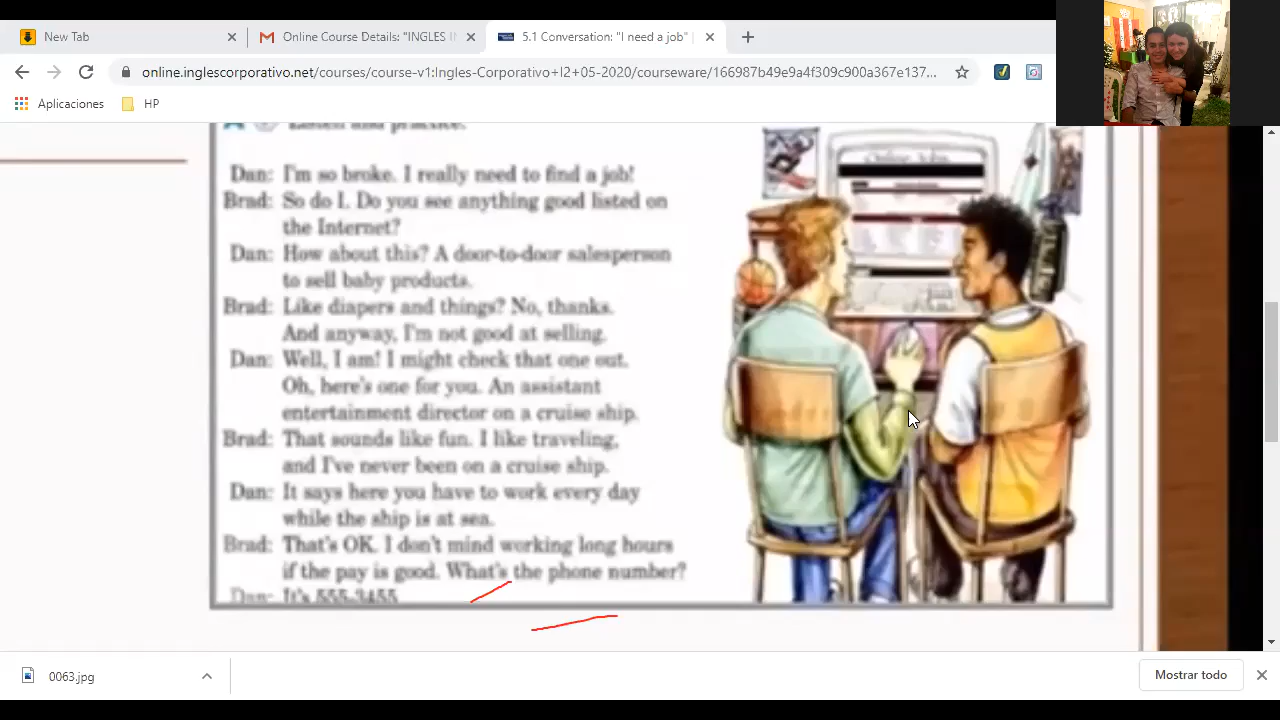 New Tab
Online Course Details: "INGLES I
5.1 Conversation: "I need a job" |
online.inglescorporativo.net/courses/course-v1:Ingles-Corporativo+I+05-2020/courseware/166987b49e9a4f309c900a367e137...
Aplicaciones
HP
Listen and practice.
Dan: I'm so broke. I really need to find a job!
Brad: So do I. Do you see anything good listed on
the Internet?
Dan: How about this? A door-to-door salesperson
to sell baby products.
Brad: Like diapers and things? No, thanks.
And anyway, I'm not good at selling.
Dan: Well, I am! I might check that one out.
Oh, here's one for you. An assistant
entertainment director on a cruise ship.
Brad: That sounds like fun. I like traveling,
and I've never been on a cruise ship.
Dan: It says here you have to work every day
while the ship is at sea.
Brad: That's OK. I don't mind working long hours
if the pay is good. What's the phone number?
Dan: It's 555-3455
Online Jobs
0063.jpg
Mostrar todo